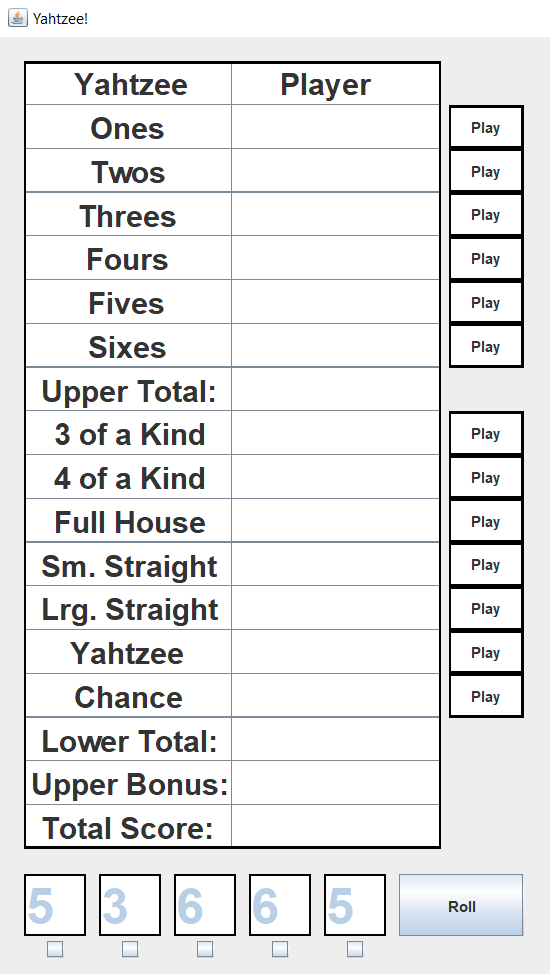 Yahtzee!
Yahtzee Player
Ones Play
Twos Play
Threes Play
Fours Play
Fives Play
Sixes Play
Upper Total:
3 of a Kind Play
4 of a Kind Play
Full House Play
Sm. Straight Play
Lrg. Straight Play
Yahtzee Play
Chance Play
Lower Total:
Upper Bonus:
Total Score:
5 3 6 6 5 Roll